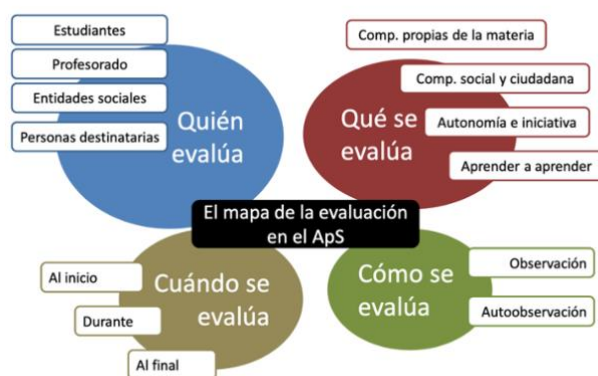 Estudiantes
Profesorado
Entidades sociales
Personas destinatarias
Quién
evalúa
Comp. propias de la materia
Comp. social y ciudadana
Autonomía e iniciativa
Aprender a aprender
Qué se
evalúa
El mapa de la evaluación
en el ApS
Al inicio
Durante
Al final
Cuándo se
evalúa
Cómo se
evalúa
Observación
Autoobservación